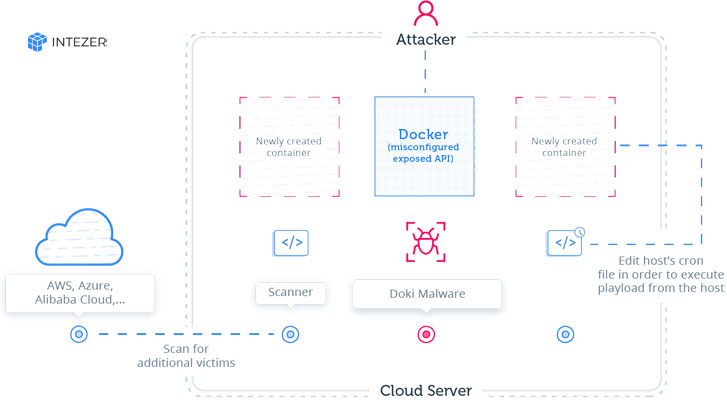 INTEZER
Attacker
Newly created
container
Docker
(misconfigured
exposed API)
Newly created
container
</>
</>
AWS, Azure,
Alibaba Cloud,...
Scanner
Doki Malware
Edit host's cron
file in order to execute
playload from the host
Scan for
additional victims
Cloud Server